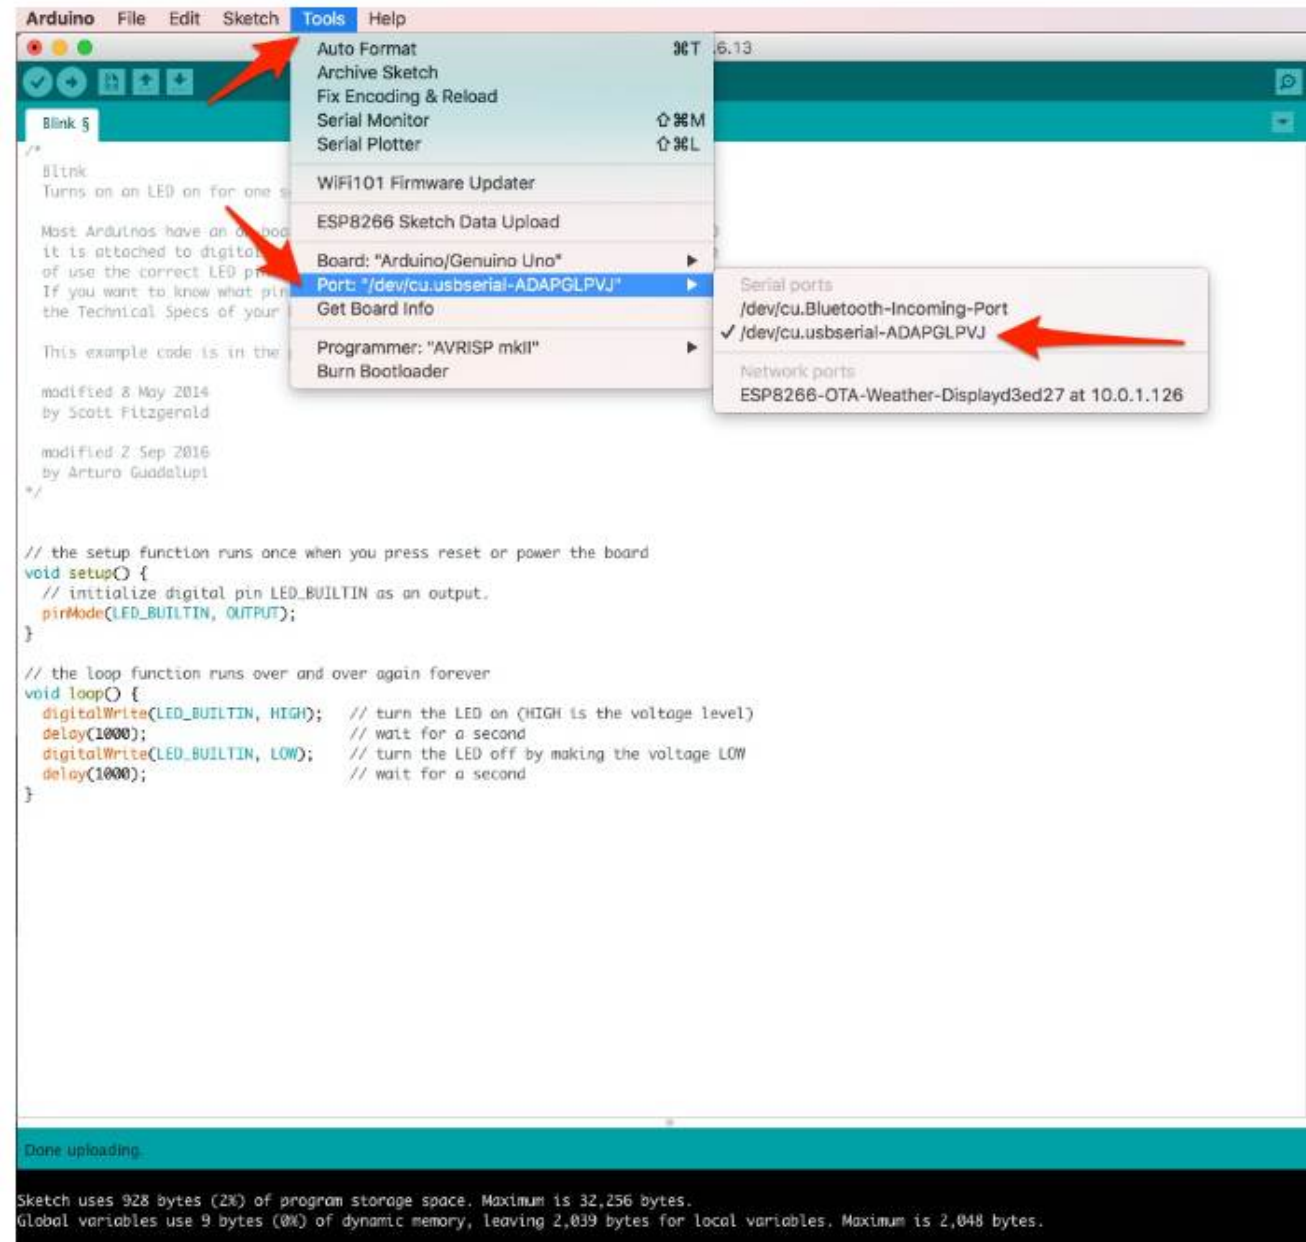 Arduino File Edit Sketch Tools Help
6.13
Auto Format ⌘T
Archive Sketch
Fix Encoding & Reload
Serial Monitor ⇧⌘M
Serial Plotter ⇧⌘L
WiFi101 Firmware Updater
ESP8266 Sketch Data Upload
Board: "Arduino/Genuino Uno"
Port: "/dev/cu.usbserial-ADAPGLPVJ"
Get Board Info
Programmer: "AVRISP mkII"
Burn Bootloader
Serial ports
/dev/cu.Bluetooth-Incoming-Port
✓ /dev/cu.usbserial-ADAPGLPVJ
Network ports
ESP8266-OTA-Weather-Displayd3ed27 at 10.0.1.126
Blink §
/*
Blink
Turns on an LED on for one
Most Arduinos have an
it is attached to digital
of use the correct LED
If you want to know what pin
the Technical Specs of your
This example code is in the
modified 8 May 2014
by Scott Fitzgerald
modified 2 Sep 2016
by Arturo Guadalupi
*/
// the setup function runs once when you press reset or power the board
void setup() {
// initialize digital pin LED_BUILTIN as an output.
pinMode(LED_BUILTIN, OUTPUT);
}
// the loop function runs over and over again forever
void loop() {
digitalWrite(LED_BUILTIN, HIGH); // turn the LED on (HIGH is the voltage level)
delay(1000); // wait for a second
digitalWrite(LED_BUILTIN, LOW); // turn the LED off by making the voltage LOW
delay(1000); // wait for a second
}
Done uploading.
Sketch uses 928 bytes (2%) of program storage space. Maximum is 32,256 bytes.
Global variables use 9 bytes (0%) of dynamic memory, leaving 2,039 bytes for local variables. Maximum is 2,048 bytes.